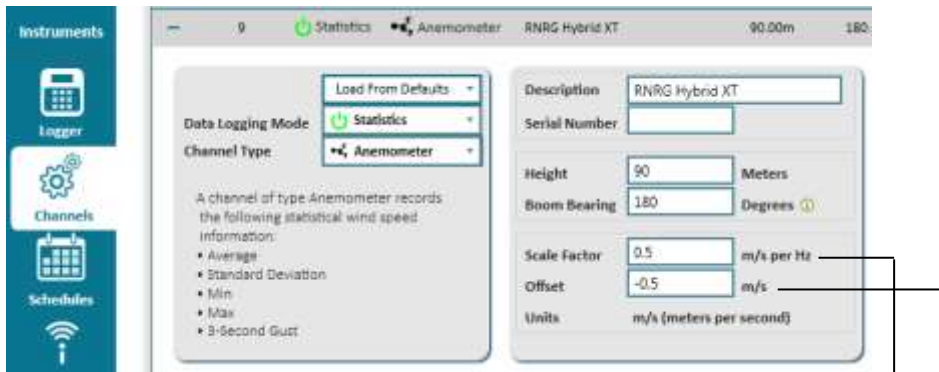 Instruments
Logger
Channels
Schedules
9 Statistics Anemometer RNRG Hybrid XT 90.00m 180
Load From Defaults
Data Logging Mode Statistics
Channel Type Anemometer
A channel of type Anemometer records
the following statistical wind speed
information:
• Average
• Standard Deviation
• Min
• Max
• 3-Second Gust
Description RNRG Hybrid XT
Serial Number
Height 90 Meters
Boom Bearing 180 Degrees
Scale Factor 0.5 m/s per Hz
Offset -0.5 m/s
Units m/s (meters per second)